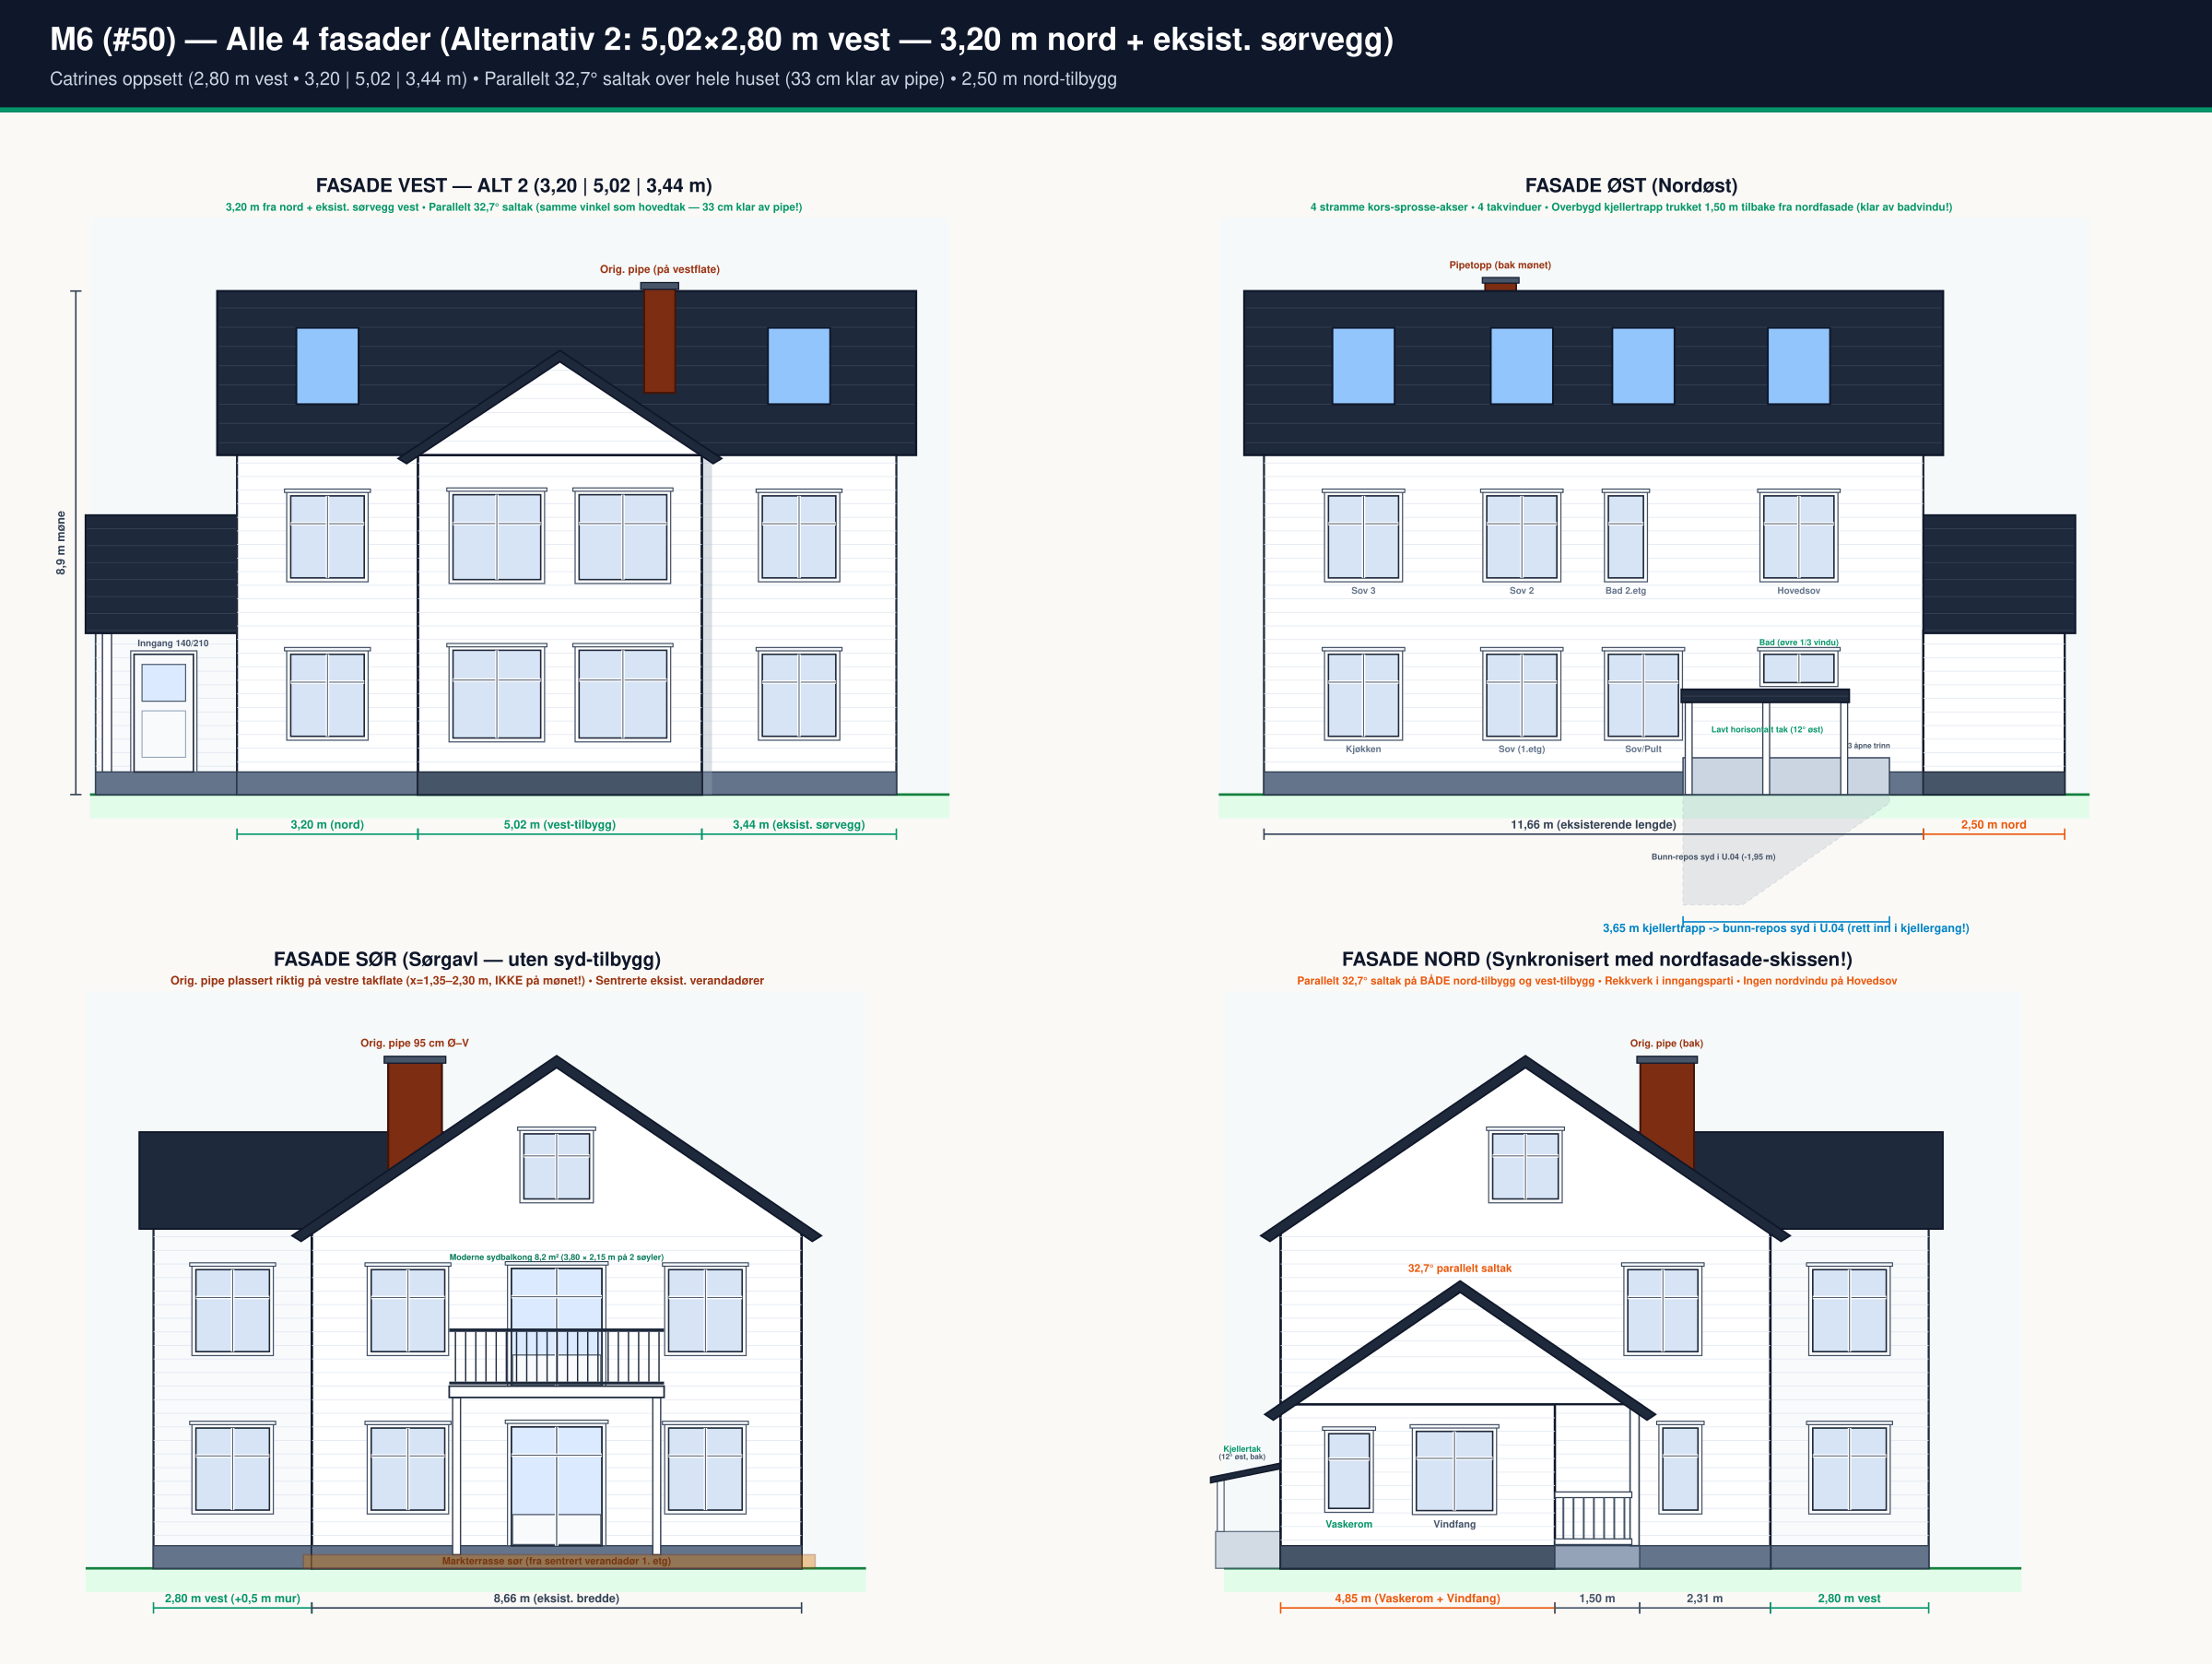 M6 (#50) — Alle 4 fasader (Alternativ 2: 5,02×2,80 m vest — 3,20 m nord + eksist. sørvegg)
Catrines oppsett (2,80 m vest • 3,20 | 5,02 | 3,44 m) • Parallelt 32,7° saltak over hele huset (33 cm klar av pipe) • 2,50 m nord-tilbygg
FASADE VEST — ALT 2 (3,20 | 5,02 | 3,44 m)
3,20 m fra nord + eksist. sørvegg vest • Parallelt 32,7° saltak (samme vinkel som hovedtak — 33 cm klar av pipe!)
Orig. pipe (på vestflate)
8,9 m møne
Inngang 140/210
3,20 m (nord)
5,02 m (vest-tilbygg)
3,44 m (eksist. sørvegg)
FASADE ØST (Nordøst)
4 stramme kors-sprosse-akser • 4 takvinduer • Overbygd kjellertrapp trukket 1,50 m tilbake fra nordfasade (klar av badvindu!)
Pipetopp (bak mønet)
Sov 3
Sov 2
Bad 2.etg
Hovedsov
Bad (øvre 1/3 vindu)
Lavt horisontalt tak (12° øst)
3 åpne trinn
Kjøkken
Sov (1.etg)
Sov/Pult
11,66 m (eksisterende lengde)
2,50 m nord
Bunn-repos syd i U.04 (-1,95 m)
3,65 m kjellertrapp -> bunn-repos syd i U.04 (rett inn i kjellergang!)
FASADE SØR (Sørgavl — uten syd-tilbygg)
Orig. pipe plassert riktig på vestre takflate (x=1,35–2,30 m, IKKE på mønet!) • Sentrerte eksist. verandadører
Orig. pipe 95 cm Ø–V
Moderne sydbalkong 8,2 m² (3,80 × 2,15 m på 2 søyler)
Markterrasse sør (fra sentrert verandadør 1. etg)
2,80 m vest (+0,5 m mur)
8,66 m (eksist. bredde)
FASADE NORD (Synkronisert med nordfasade-skissen!)
Parallelt 32,7° saltak på BÅDE nord-tilbygg og vest-tilbygg • Rekkverk i inngangsparti • Ingen nordvindu på Hovedsov
Orig. pipe (bak)
32,7° parallelt saltak
Kjellertak
(12° øst, bak)
Vaskerom
Vindfang
4,85 m (Vaskerom + Vindfang)
1,50 m
2,31 m
2,80 m vest